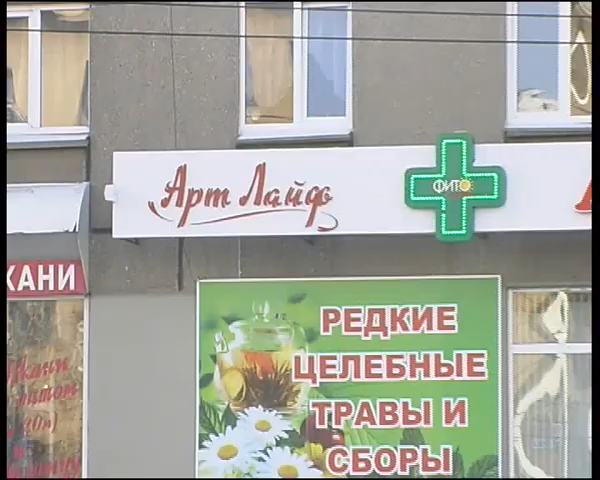 Арт Лайф
ФИТО
КАНИ
РЕДКИЕ
ЦЕЛЕБНЫЕ
ТРАВЫ И
СБОРЫ